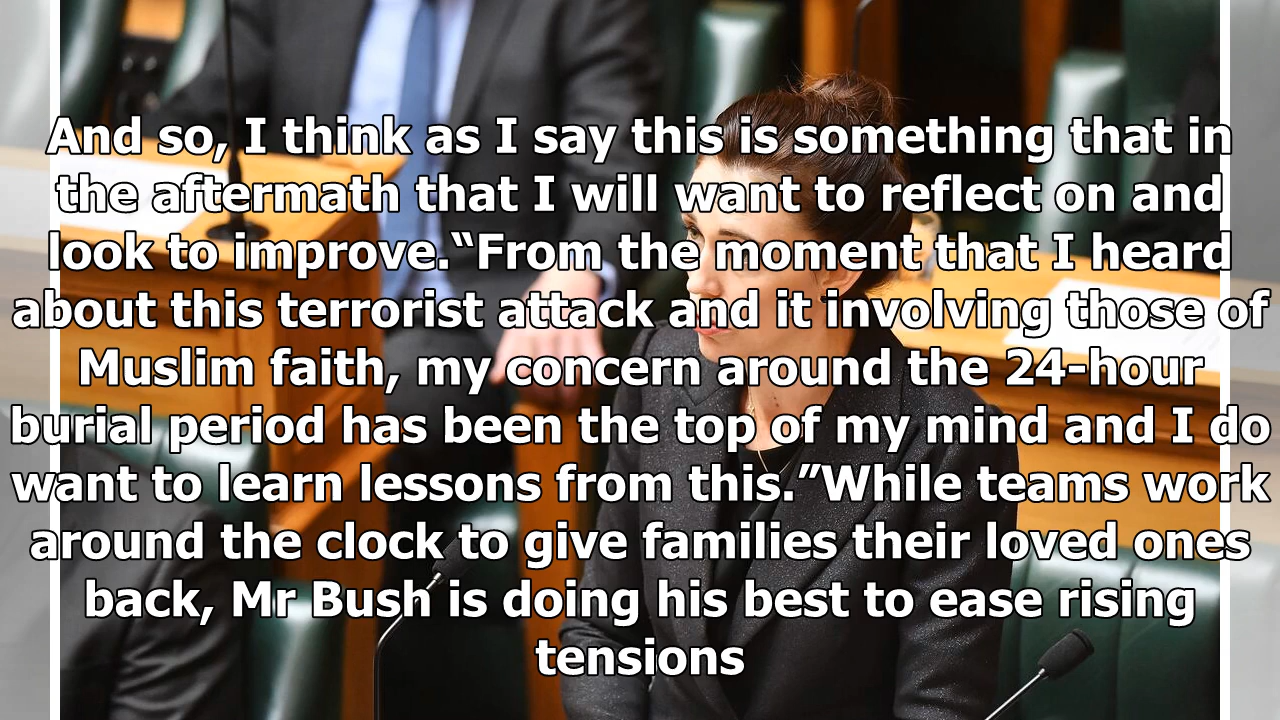 And so, I think as I say this is something that in
the aftermath that I will want to reflect on and
look to improve.“From the moment that I heard
about this terrorist attack and it involving those of
Muslim faith, my concern around the 24-hour
burial period has been the top of my mind and I do
want to learn lessons from this.”While teams work
around the clock to give families their loved ones
back, Mr Bush is doing his best to ease rising
tensions